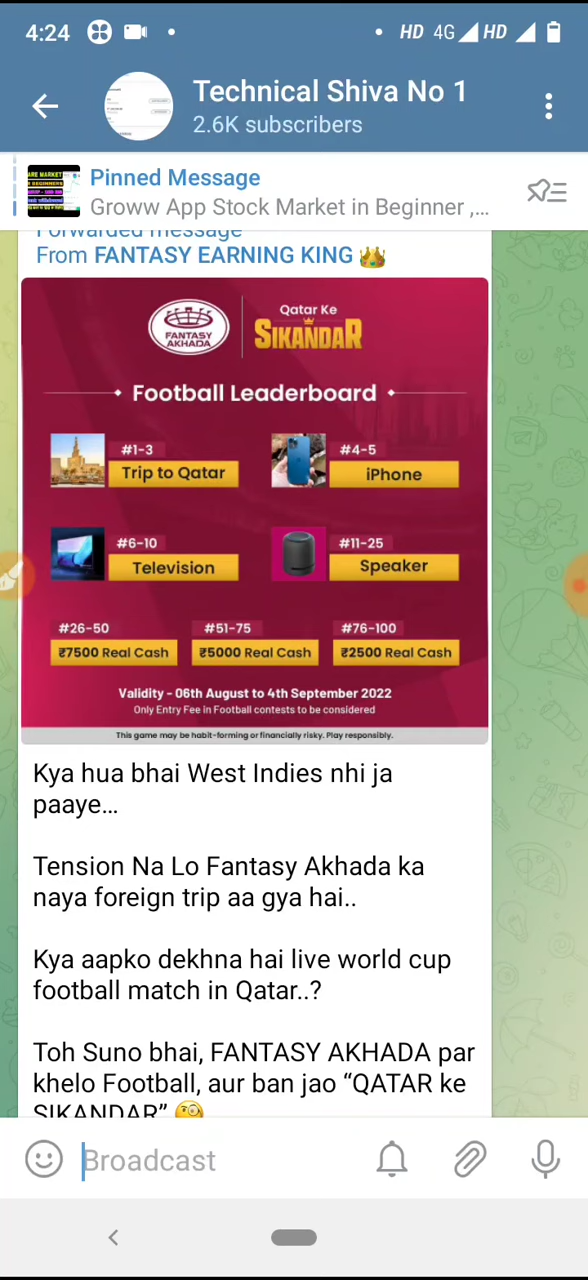 4:24
HD 4G HD
Technical Shiva No 1
2.6K subscribers
ARE MARKET
Pinned Message
Groww App Stock Market in Beginner ,...
Forwarded message
From FANTASY EARNING KING 👑
FANTASY
AKHADA
Qatar Ke
SIKANDAR
Football Leaderboard
#1-3
Trip to Qatar
#4-5
iPhone
#6-10
Television
#11-25
Speaker
#26-50
₹7500 Real Cash
#51-75
₹5000 Real Cash
#76-100
₹2500 Real Cash
Validity - 06th August to 4th September 2022
Only Entry Fee in Football contests to be considered
This game may be habit-forming or financially risky. Play responsibly.
Kya hua bhai West Indies nhi ja
paaye...
Tension Na Lo Fantasy Akhada ka
naya foreign trip aa gya hai..
Kya aapko dekhna hai live world cup
football match in Qatar..?
Toh Suno bhai, FANTASY AKHADA par
khelo Football, aur ban jao “QATAR ke
SIKANDAR” 🧐
Broadcast